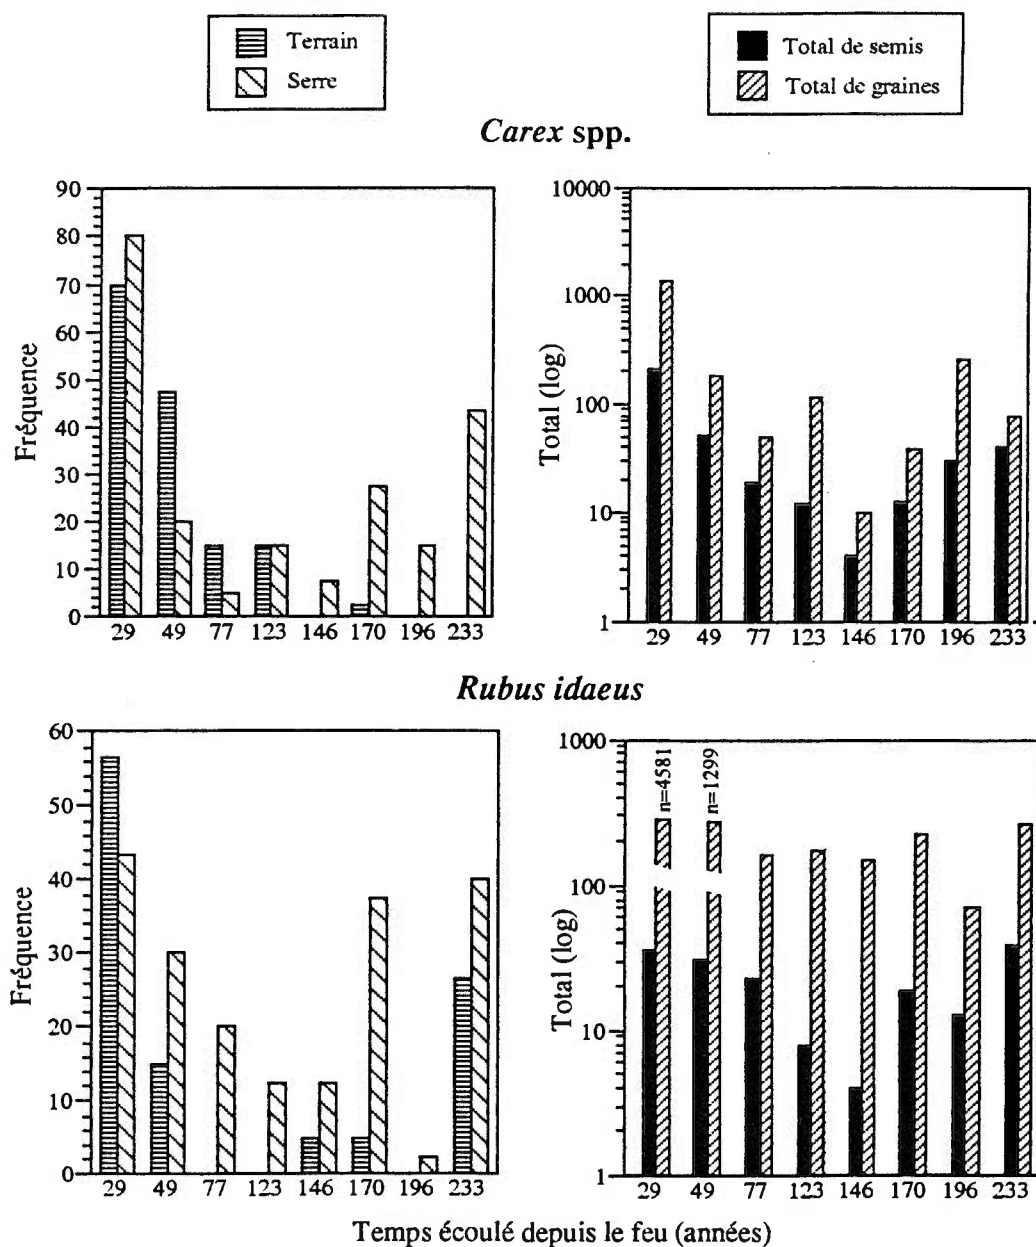 Terrain
Serre
Total de semis
Total de graines
Carex spp.
Fréquence
90
80
70
60
50
40
30
20
10
0
29 49 77 123 146 170 196 233
Total (log)
10000
1000
100
10
1
29 49 77 123 146 170 196 233
Rubus idaeus
Fréquence
60
50
40
30
20
10
0
29 49 77 123 146 170 196 233
Total (log)
1000
100
10
1
n=4581
n=1299
29 49 77 123 146 170 196 233
Temps écoulé depuis le feu (années)